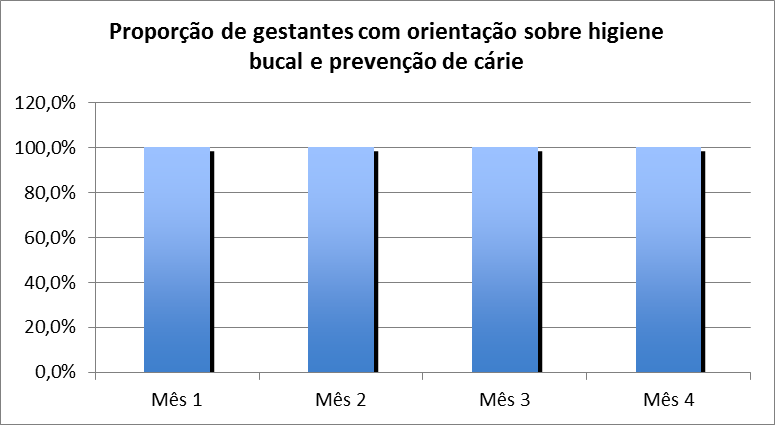 Proporção de gestantes com orientação sobre higiene
bucal e prevenção de cárie
120,0%
100,0%
80,0%
60,0%
40,0%
20,0%
0,0%
Mês 1 Mês 2 Mês 3 Mês 4